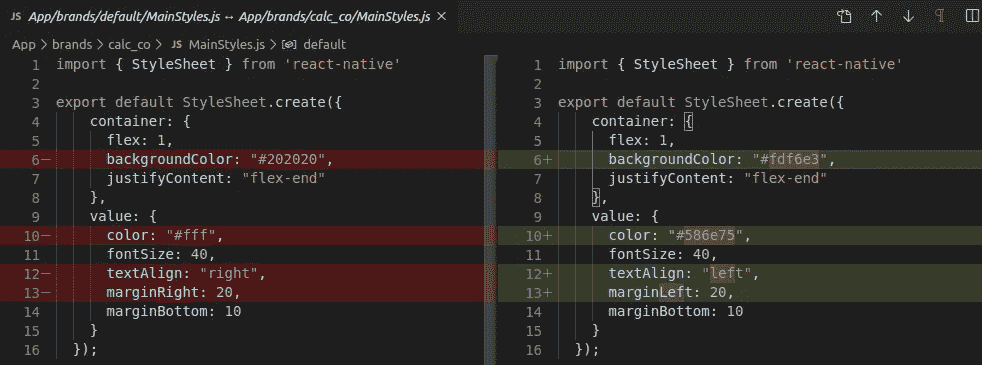 JS App/brands/default/MainStyles.js ↔ App/brands/calc_co/MainStyles.js ×
App > brands > calc_co > JS MainStyles.js > default
1 import { StyleSheet } from 'react-native'
2
3 export default StyleSheet.create({
4 container: {
5 flex: 1,
6− backgroundColor: "#202020",
7 justifyContent: "flex-end"
8 },
9 value: {
10− color: "#fff",
11 fontSize: 40,
12− textAlign: "right",
13− marginRight: 20,
14 marginBottom: 10
15 }
16 });
1 import { StyleSheet } from 'react-native'
2
3 export default StyleSheet.create({
4 container: {
5 flex: 1,
6+ backgroundColor: "#fdf6e3",
7 justifyContent: "flex-end"
8 },
9 value: {
10+ color: "#586e75",
11 fontSize: 40,
12+ textAlign: "left",
13+ marginLeft: 20,
14 marginBottom: 10
15 }
16 });